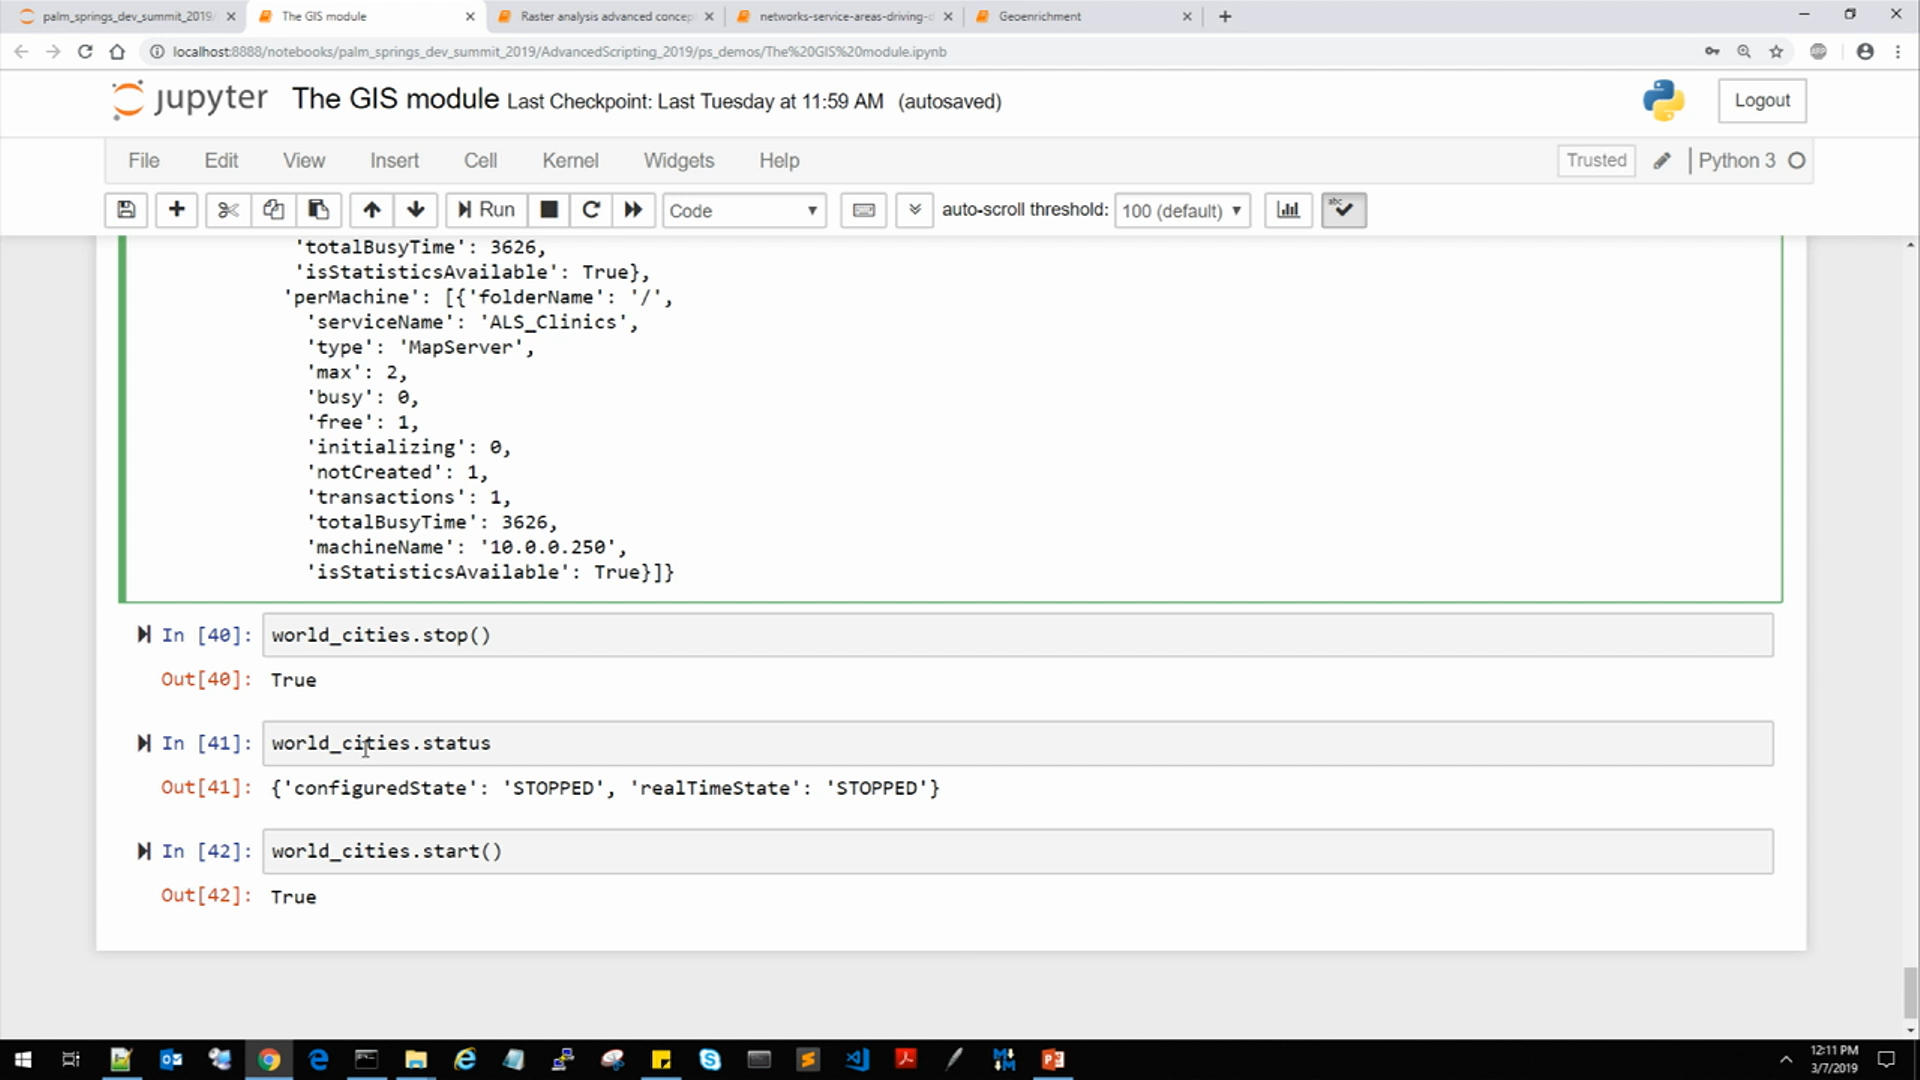 palm_springs_dev_summit_2019/
The GIS module
Raster analysis advanced concep
networks-service-areas-driving-d
Geoenrichment
localhost:8888/notebooks/palm_springs_dev_summit_2019/AdvancedScripting_2019/ps_demos/The%20GIS%20module.ipynb
jupyter The GIS module Last Checkpoint: Last Tuesday at 11:59 AM (autosaved)
Logout
File Edit View Insert Cell Kernel Widgets Help
Trusted Python 3
Run Code auto-scroll threshold: 100 (default)
abc
'totalBusyTime': 3626,
'isStatisticsAvailable': True},
'perMachine': [{'folderName': '/',
'serviceName': 'ALS_Clinics',
'type': 'MapServer',
'max': 2,
'busy': 0,
'free': 1,
'initializing': 0,
'notCreated': 1,
'transactions': 1,
'totalBusyTime': 3626,
'machineName': '10.0.0.250',
'isStatisticsAvailable': True}]}
In [40]: world_cities.stop()
Out[40]: True
In [41]: world_cities.status
Out[41]: {'configuredState': 'STOPPED', 'realTimeState': 'STOPPED'}
In [42]: world_cities.start()
Out[42]: True
12:11 PM
3/7/2019